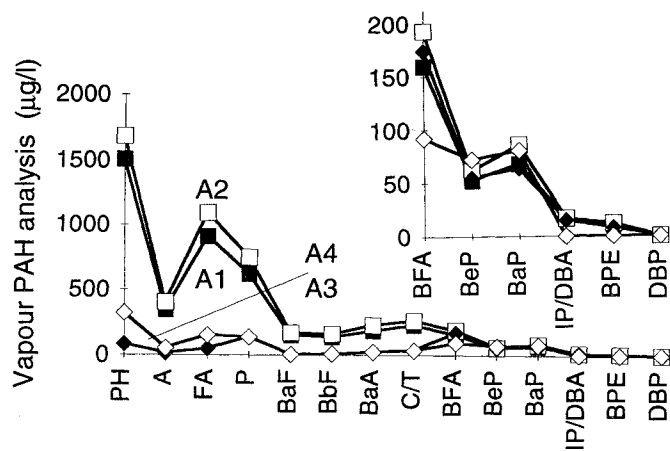 Vapour PAH analysis (µg/l)
2000
1500
1000
500
0
A2
A1
A4
A3
PH
A
FA
P
BaF
BbF
BaA
C/T
BFA
BeP
BaP
IP/DBA
BPE
DBP
200
150
100
50
0
BFA
BeP
BaP
IP/DBA
BPE
DBP